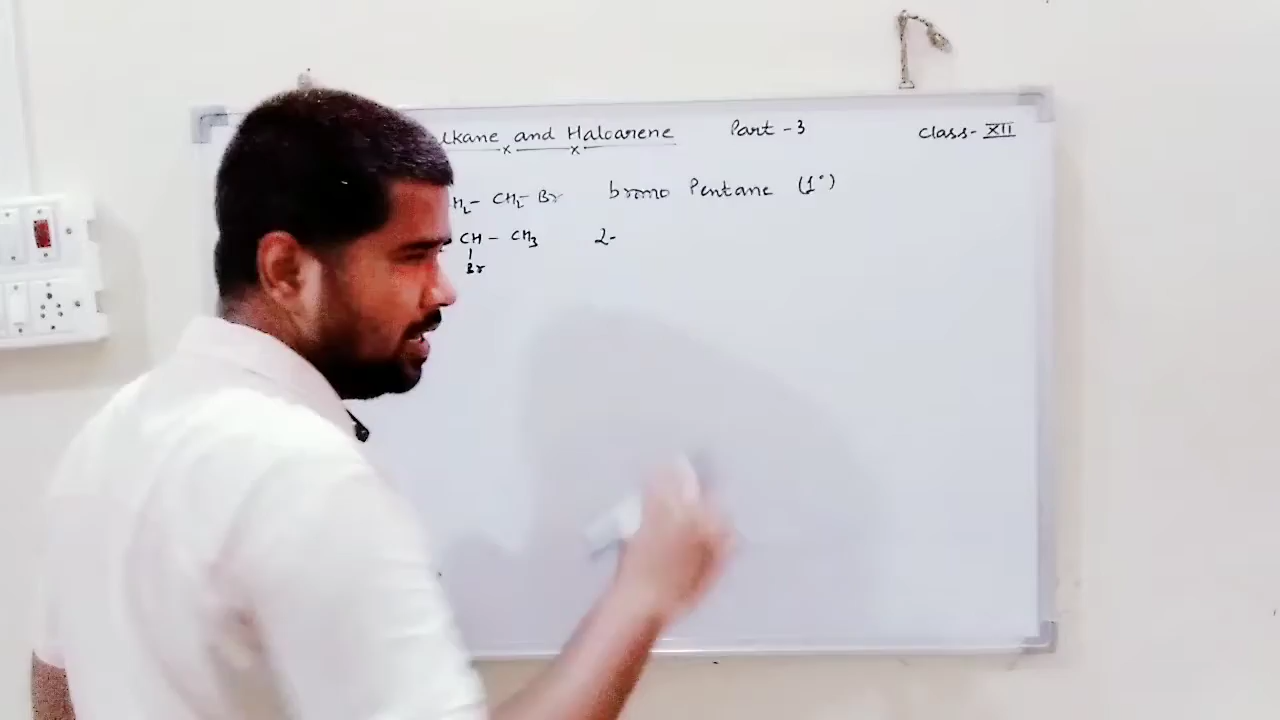 lkane and Haloarene Part - 3 Class- XII
H₂- CH₂- Br bromo Pentane (1°)
CH - CH₃ 2-
Br